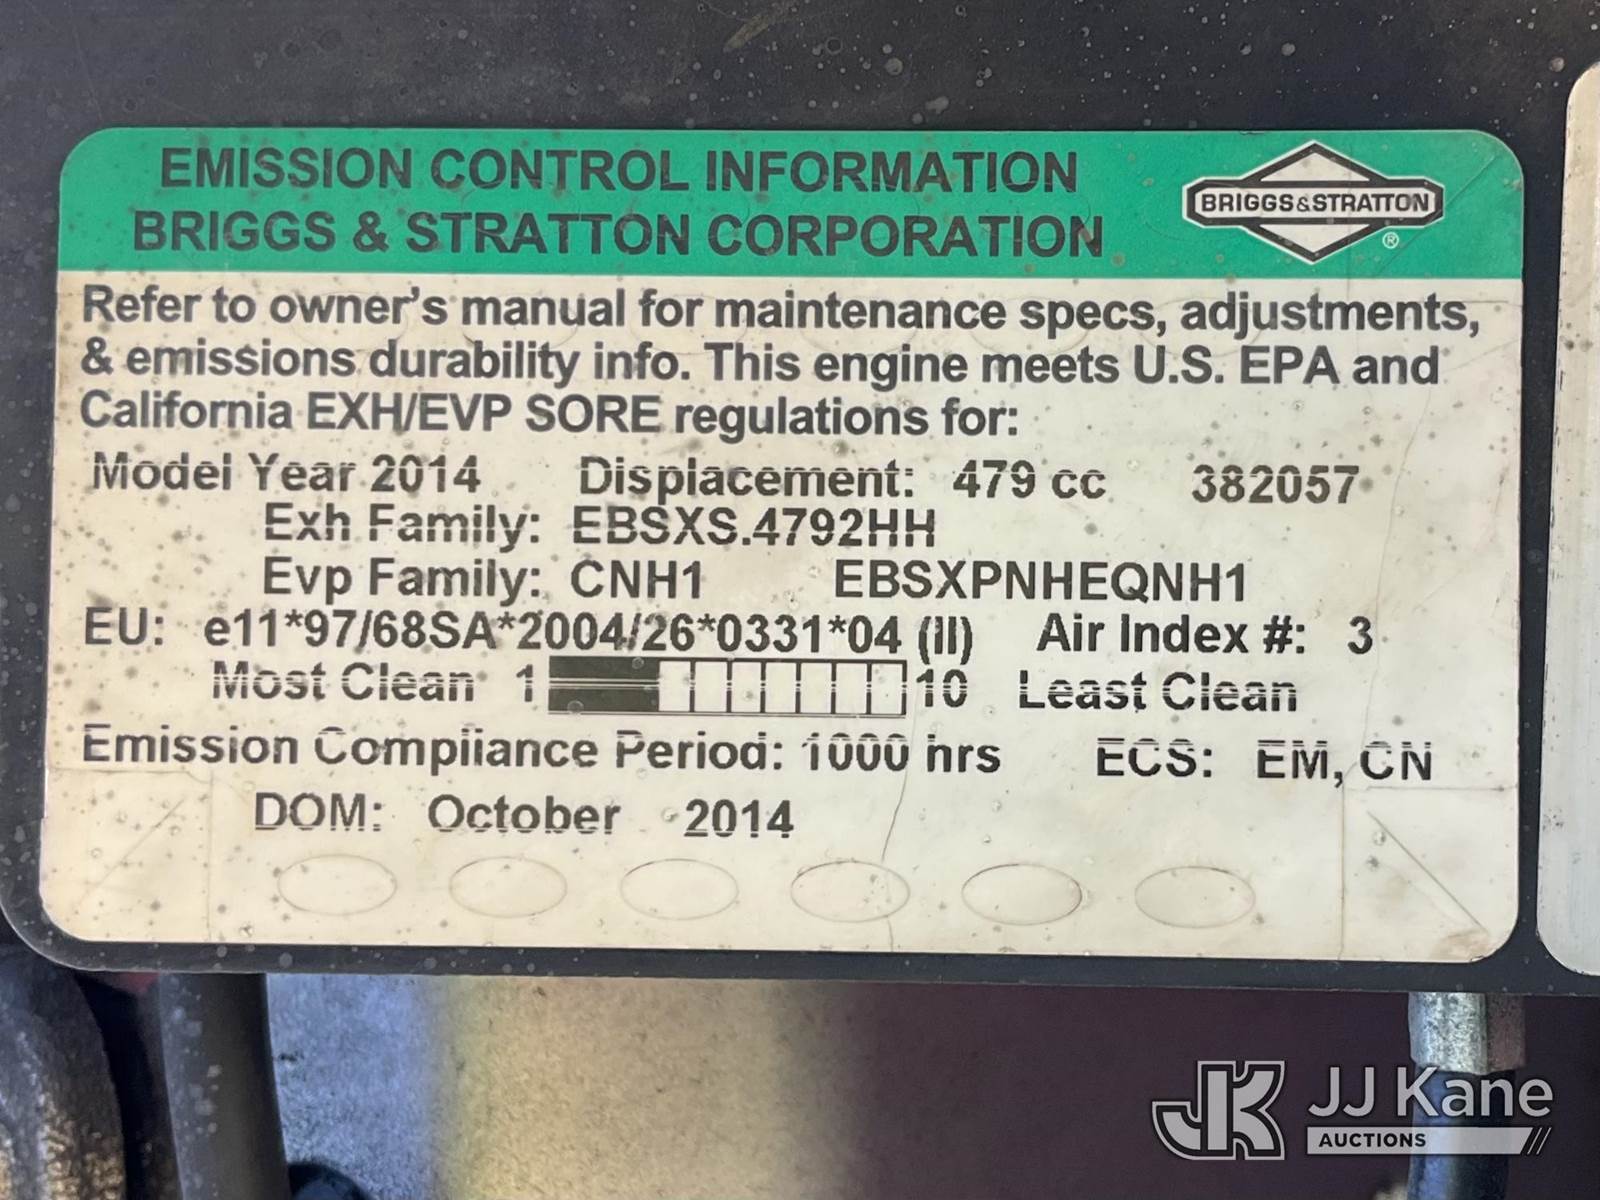 EMISSION CONTROL INFORMATION
BRIGGS & STRATTON CORPORATION
BRIGGS&STRATTON
®
Refer to owner's manual for maintenance specs, adjustments,
& emissions durability info. This engine meets U.S. EPA and
California EXH/EVP SORE regulations for:
Model Year 2014 Displacement: 479 cc 382057
Exh Family: EBSXS.4792HH
Evp Family: CNH1 EBSXPNHEQNH1
EU: e11*97/68SA*2004/26*0331*04 (II) Air Index #: 3
Most Clean 1 10 Least Clean
Emission Compliance Period: 1000 hrs ECS: EM, CN
DOM: October 2014
JK JJ Kane
AUCTIONS